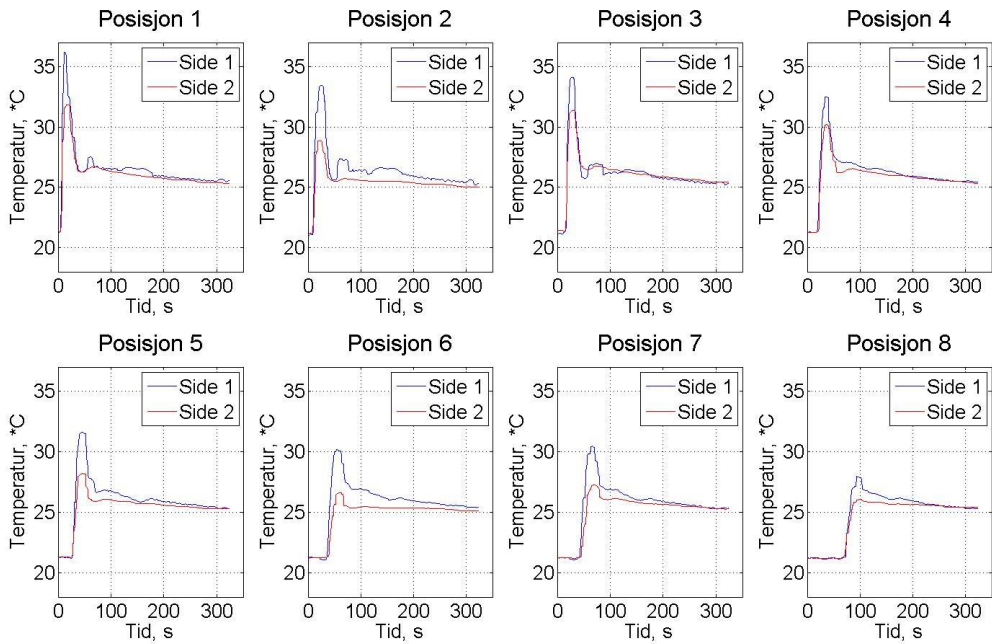 Posisjon 1
Temperatur, *C
35
30
25
20
Side 1
Side 2
0 100 200 300
Tid, s
Posisjon 2
Temperatur, *C
35
30
25
20
Side 1
Side 2
0 100 200 300
Tid, s
Posisjon 3
Temperatur, *C
35
30
25
20
Side 1
Side 2
0 100 200 300
Tid, s
Posisjon 4
Temperatur, *C
35
30
25
20
Side 1
Side 2
0 100 200 300
Tid, s
Posisjon 5
Temperatur, *C
35
30
25
20
Side 1
Side 2
0 100 200 300
Tid, s
Posisjon 6
Temperatur, *C
35
30
25
20
Side 1
Side 2
0 100 200 300
Tid, s
Posisjon 7
Temperatur, *C
35
30
25
20
Side 1
Side 2
0 100 200 300
Tid, s
Posisjon 8
Temperatur, *C
35
30
25
20
Side 1
Side 2
0 100 200 300
Tid, s